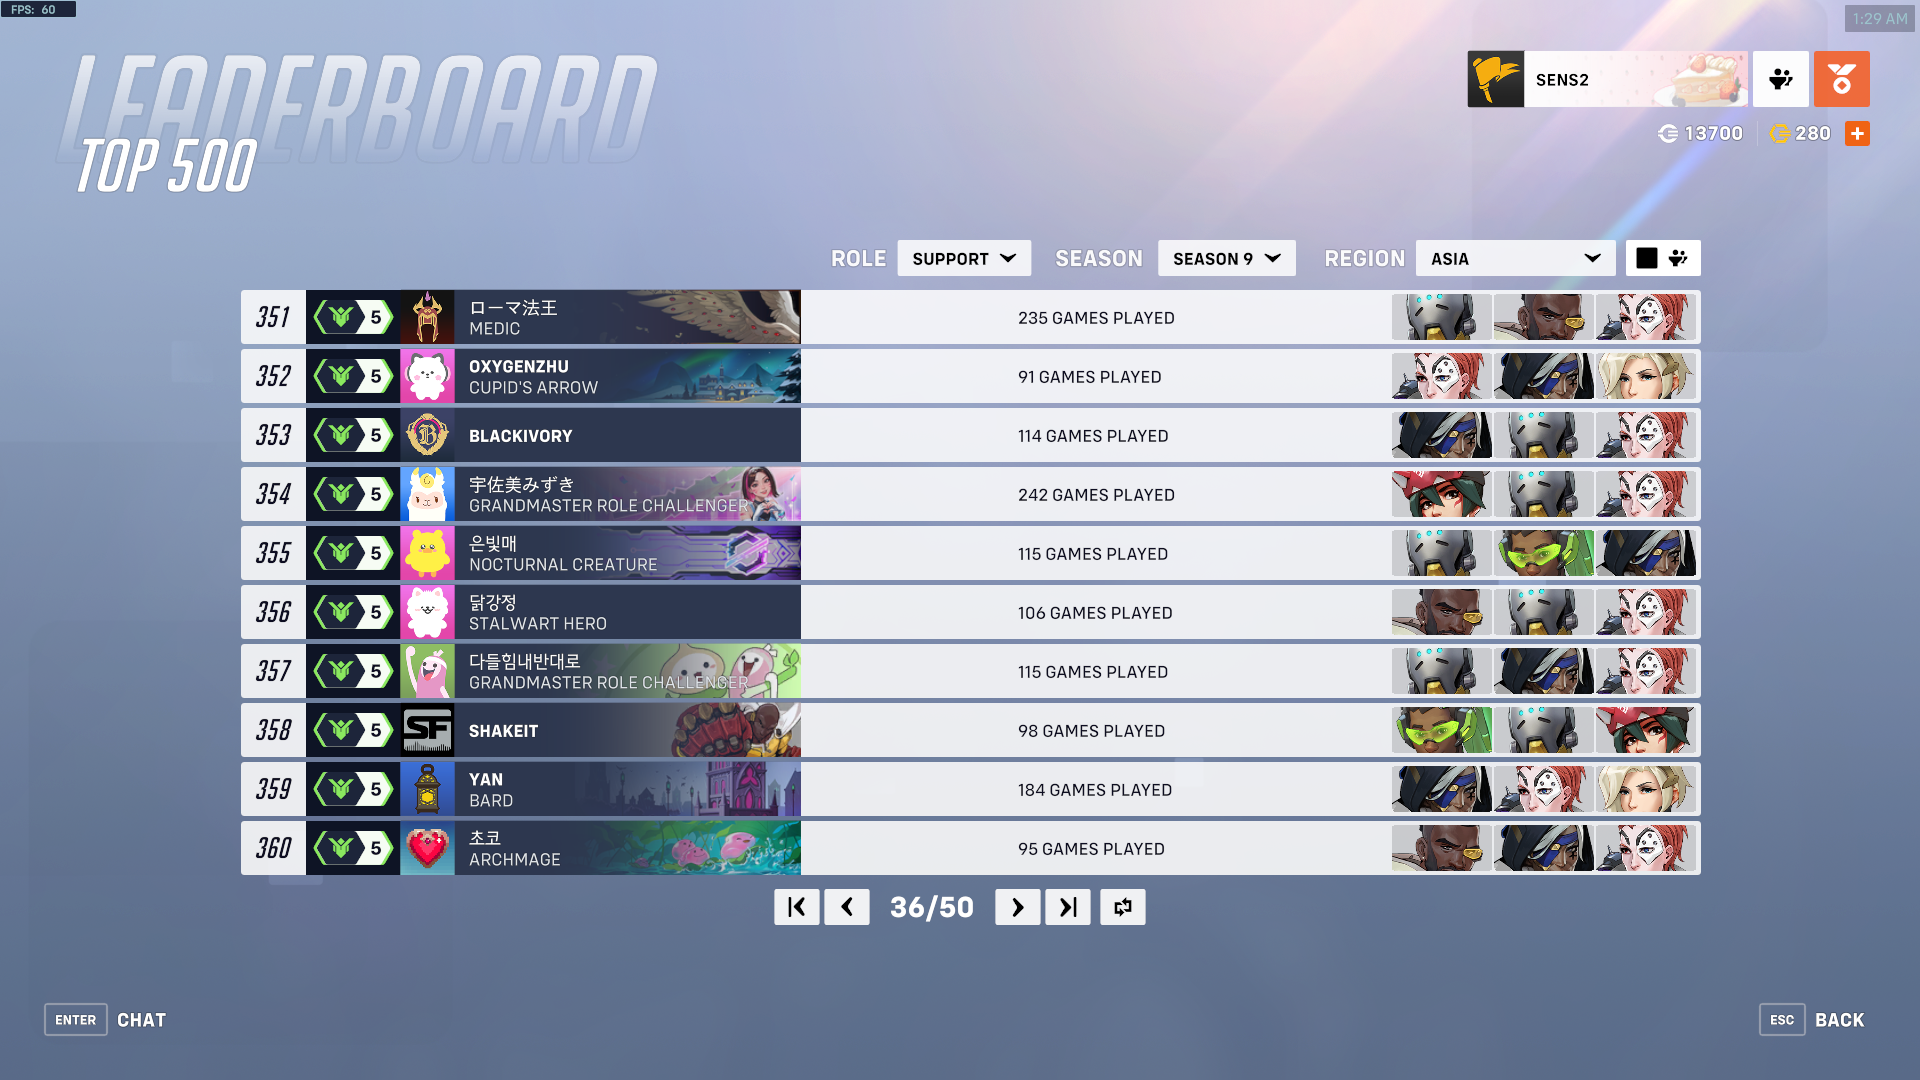 FPS: 60
1:29 AM
LEADERBOARD
TOP 500
SENS2
13700
280
ROLE
SUPPORT
SEASON
SEASON 9
REGION
ASIA
351
5
ローマ法王
MEDIC
235 GAMES PLAYED
352
5
OXYGENZHU
CUPID'S ARROW
91 GAMES PLAYED
353
5
B
BLACKIVORY
114 GAMES PLAYED
354
5
宇佐美みずき
GRANDMASTER ROLE CHALLENGER
242 GAMES PLAYED
355
5
은빛매
NOCTURNAL CREATURE
115 GAMES PLAYED
356
5
닭강정
STALWART HERO
106 GAMES PLAYED
357
5
다들힘내반대로
GRANDMASTER ROLE CHALLENGER
115 GAMES PLAYED
358
5
SF
SHAKEIT
98 GAMES PLAYED
359
5
YAN
BARD
184 GAMES PLAYED
360
5
초코
ARCHMAGE
95 GAMES PLAYED
36/50
ENTER
CHAT
ESC
BACK